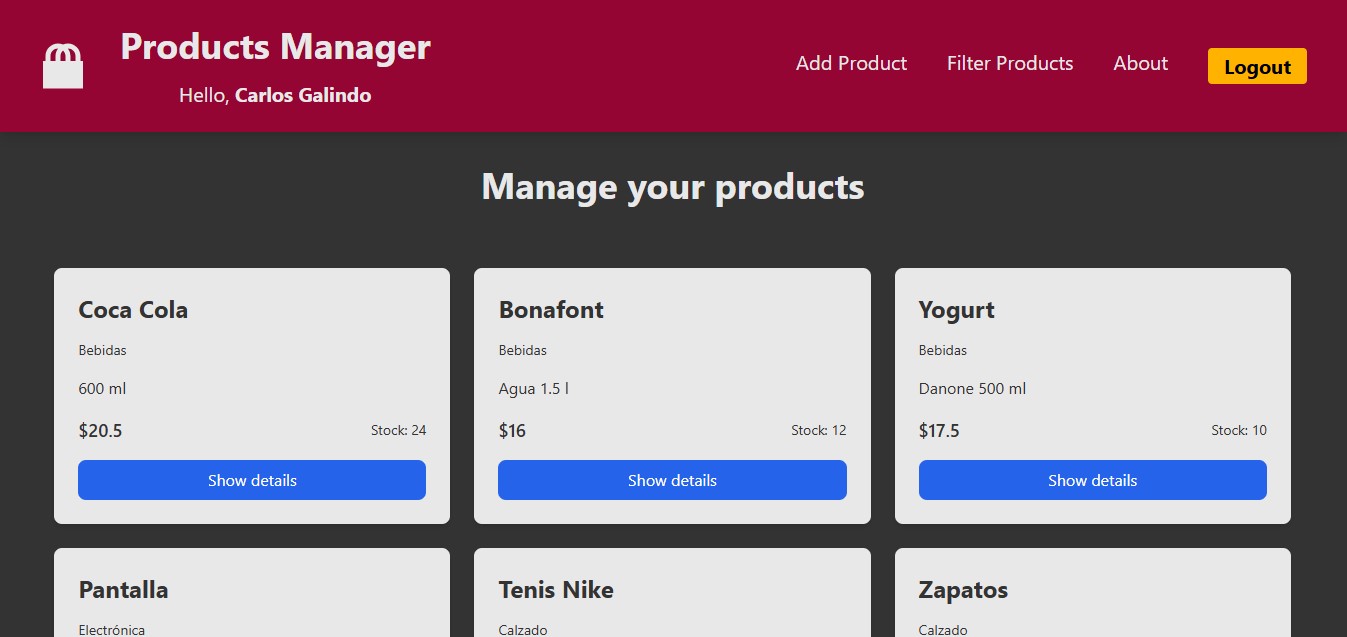 Products Manager
Hello, Carlos Galindo
Add Product
Filter Products
About
Logout
Manage your products
Coca Cola
Bebidas
600 ml
$20.5
Stock: 24
Show details
Bonafont
Bebidas
Agua 1.5 l
$16
Stock: 12
Show details
Yogurt
Bebidas
Danone 500 ml
$17.5
Stock: 10
Show details
Pantalla
Electrónica
Tenis Nike
Calzado
Zapatos
Calzado